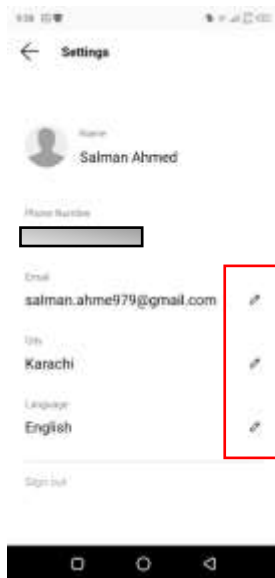 Settings
Name
Salman Ahmed
Phone Number
Email
salman.ahme979@gmail.com
City
Karachi
Language
English
Sign out